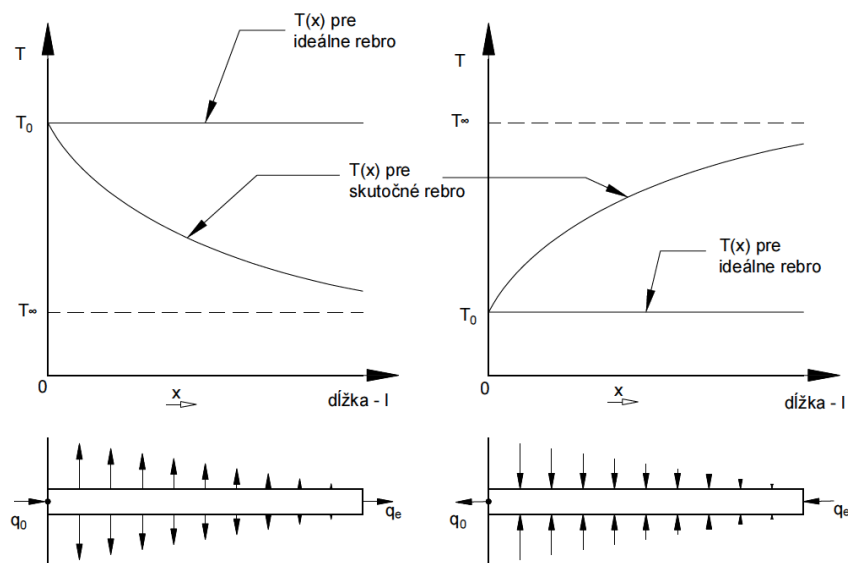 T(x) pre
ideálne rebro
T
T
T₀
T∞
T(x) pre
skutočné rebro
T(x) pre
ideálne rebro
T∞
T₀
0
x
dĺžka - l
0
x
dĺžka - l
q₀
qₑ
q₀
qₑ